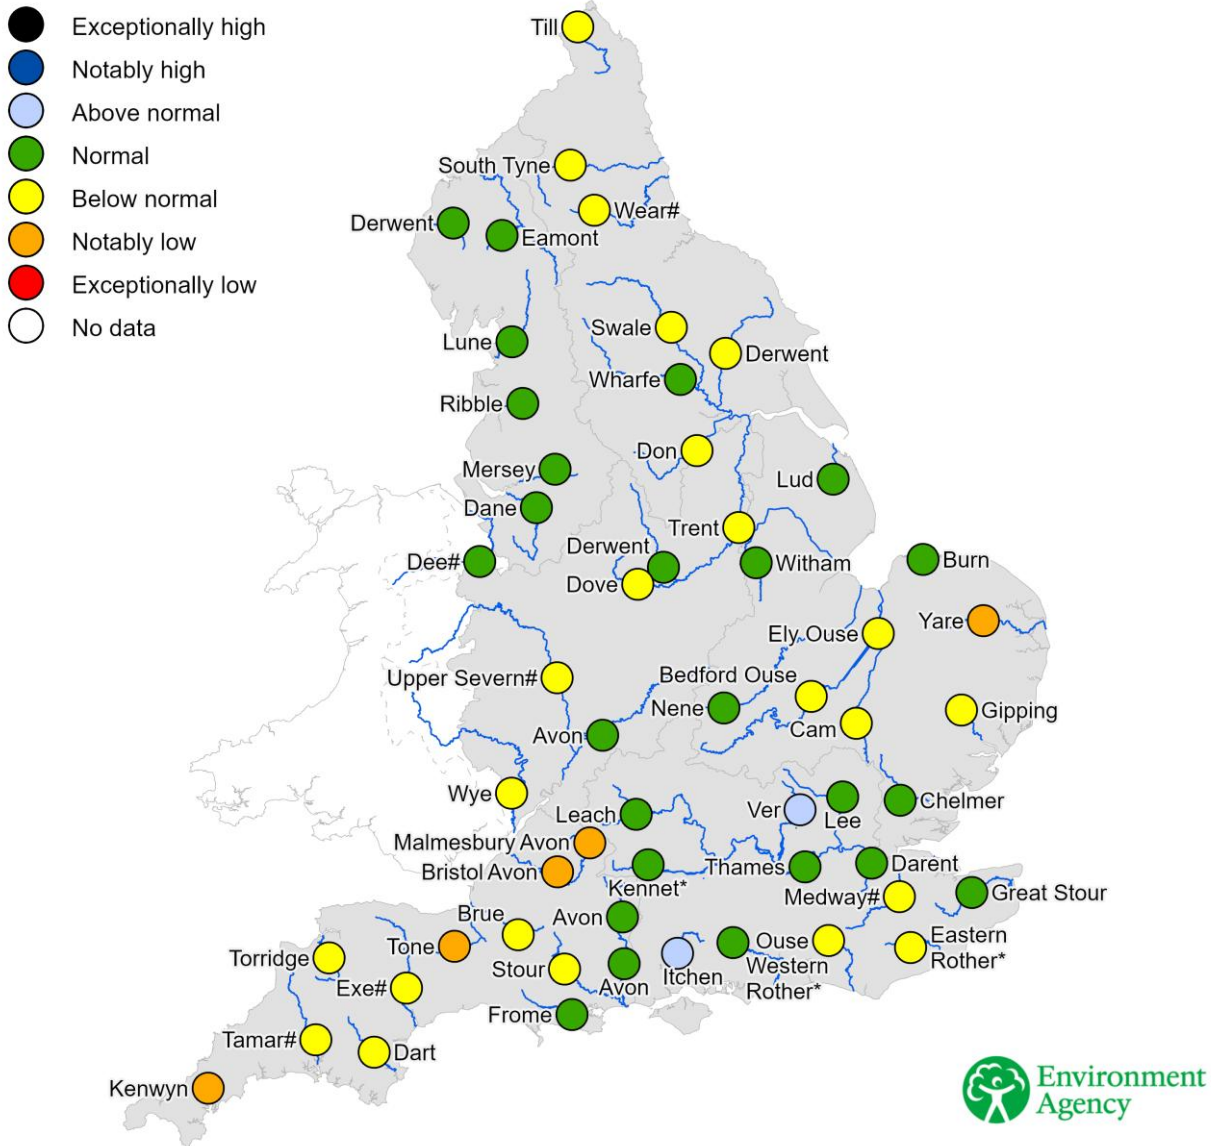 Exceptionally high
Notably high
Above normal
Normal
Below normal
Notably low
Exceptionally low
No data
Till
South Tyne
Wear#
Derwent
Eamont
Swale
Lune
Derwent
Wharfe
Ribble
Don
Mersey
Lud
Dane
Trent
Derwent
Dee#
Witham
Burn
Dove
Yare
Ely Ouse
Bedford Ouse
Upper Severn#
Nene
Gipping
Cam
Avon
Wye
Chelmer
Leach
Ver
Lee
Malmesbury Avon
Bristol Avon
Thames
Darent
Kennet*
Medway#
Great Stour
Brue
Avon
Tone
Ouse
Eastern
Rother*
Torridge
Stour
Western
Rother*
Itchen
Exe#
Avon
Frome
Tamar#
Dart
Kenwyn
Environment
Agency